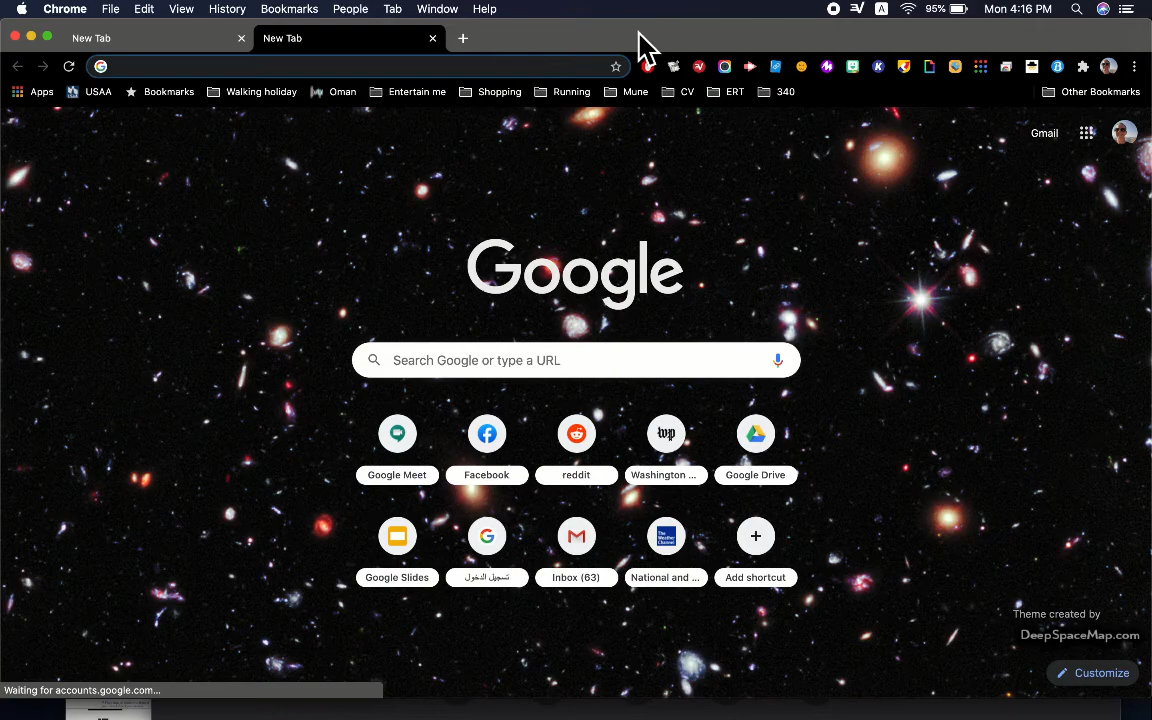 Chrome File Edit View History Bookmarks People Tab Window Help A 95% Mon 4:16 PM
New Tab New Tab
Apps USAA Bookmarks Walking holiday Oman Entertain me Shopping Running Mune CV ERT 340 Other Bookmarks
Gmail
Google
Search Google or type a URL
Google Meet Facebook reddit Washington ... Google Drive
The Weather Channel
Google Slides تسجيل الدخول Inbox (63) National and ... Add shortcut
Theme created by
DeepSpaceMap.com
Customize
Waiting for accounts.google.com...